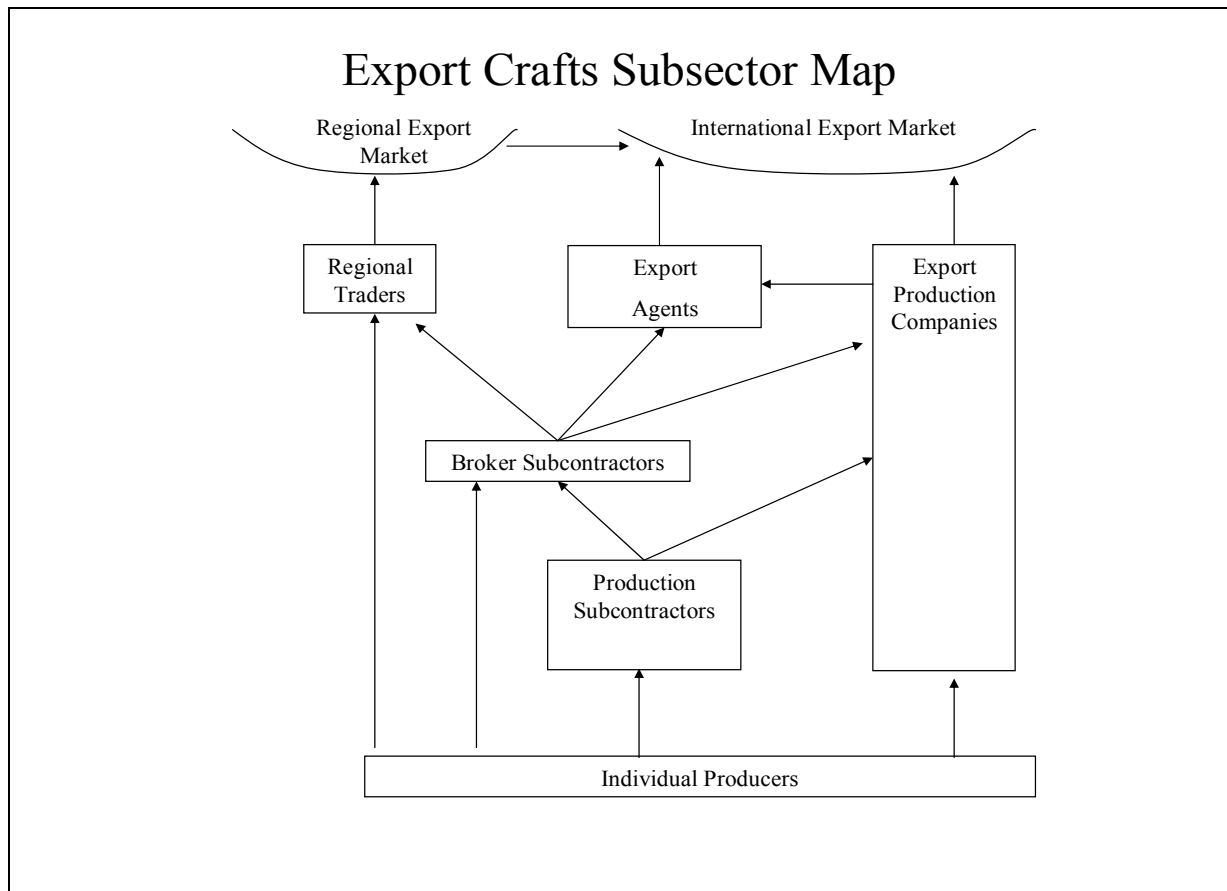 Export Crafts Subsector Map
Regional Export
Market
International Export Market
Regional
Traders
Export
Agents
Export
Production
Companies
Broker Subcontractors
Production
Subcontractors
Individual Producers